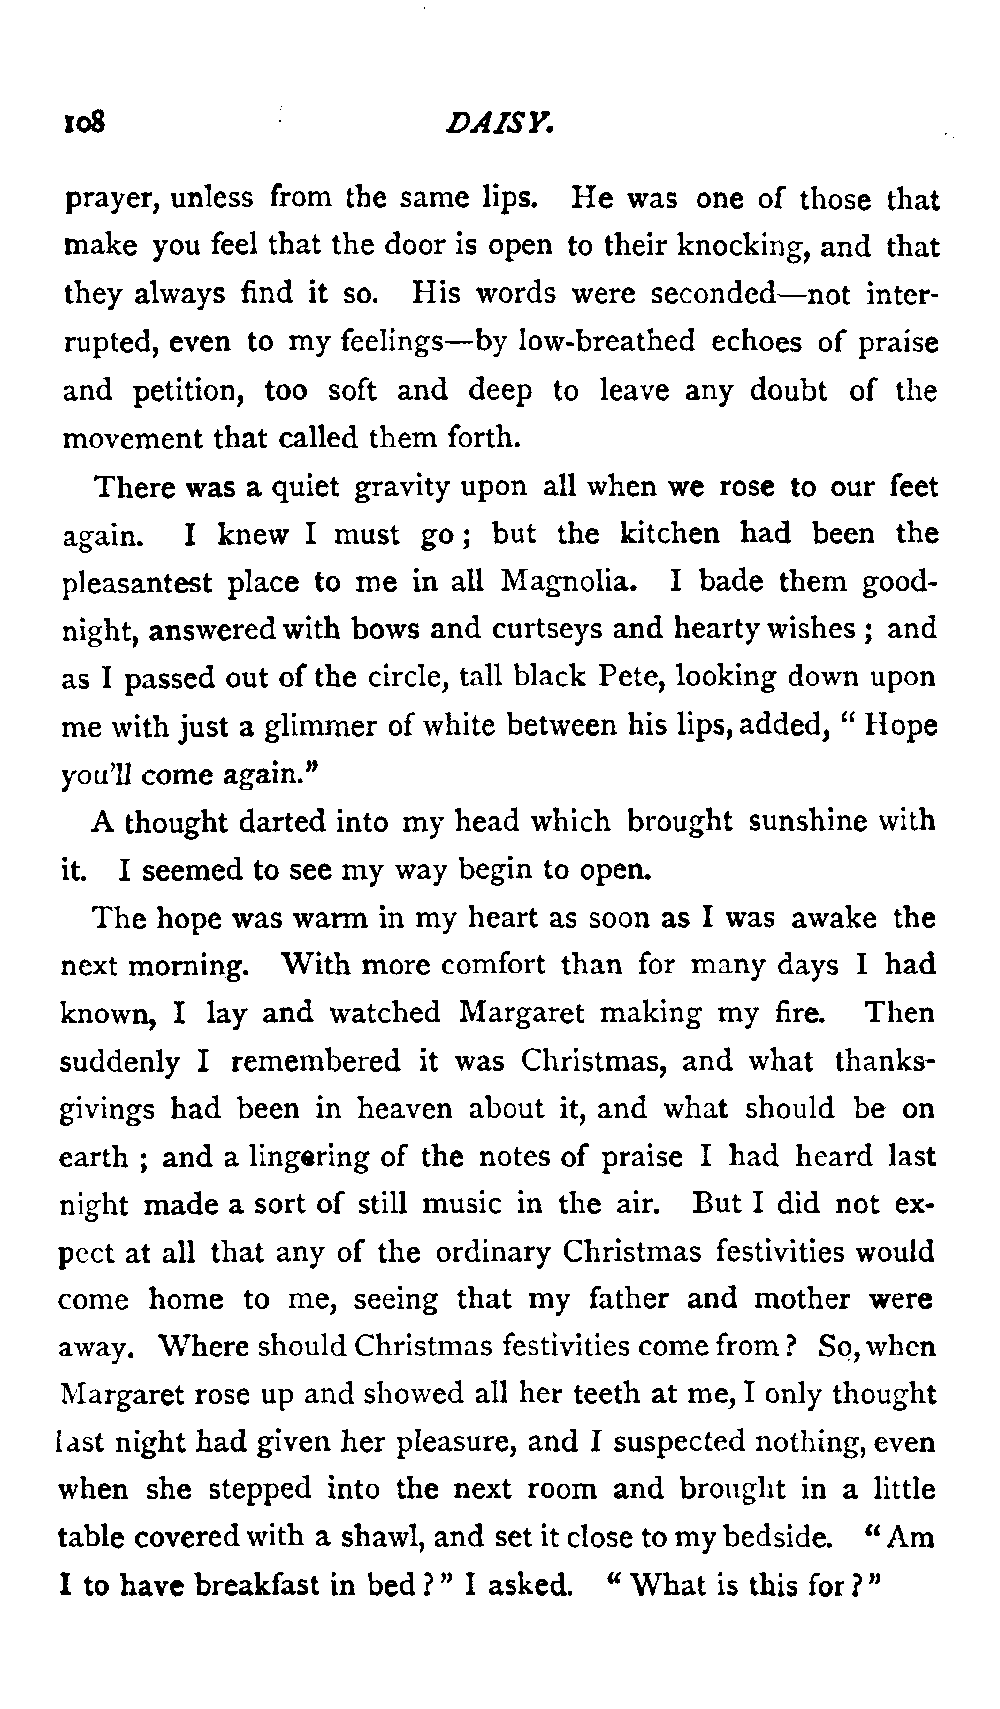 108 DAISY.
prayer, unless from the same lips. He was one of those that
make you feel that the door is open to their knocking, and that
they always find it so. His words were seconded—not inter-
rupted, even to my feelings—by low-breathed echoes of praise
and petition, too soft and deep to leave any doubt of the
movement that called them forth.
There was a quiet gravity upon all when we rose to our feet
again. I knew I must go; but the kitchen had been the
pleasantest place to me in all Magnolia. I bade them good-
night, answered with bows and curtseys and hearty wishes; and
as I passed out of the circle, tall black Pete, looking down upon
me with just a glimmer of white between his lips, added, "Hope
you'll come again."
A thought darted into my head which brought sunshine with
it. I seemed to see my way begin to open.
The hope was warm in my heart as soon as I was awake the
next morning. With more comfort than for many days I had
known, I lay and watched Margaret making my fire. Then
suddenly I remembered it was Christmas, and what thanks-
givings had been in heaven about it, and what should be on
earth; and a lingering of the notes of praise I had heard last
night made a sort of still music in the air. But I did not ex-
pect at all that any of the ordinary Christmas festivities would
come home to me, seeing that my father and mother were
away. Where should Christmas festivities come from? So, when
Margaret rose up and showed all her teeth at me, I only thought
last night had given her pleasure, and I suspected nothing, even
when she stepped into the next room and brought in a little
table covered with a shawl, and set it close to my bedside. "Am
I to have breakfast in bed?" I asked. "What is this for?"